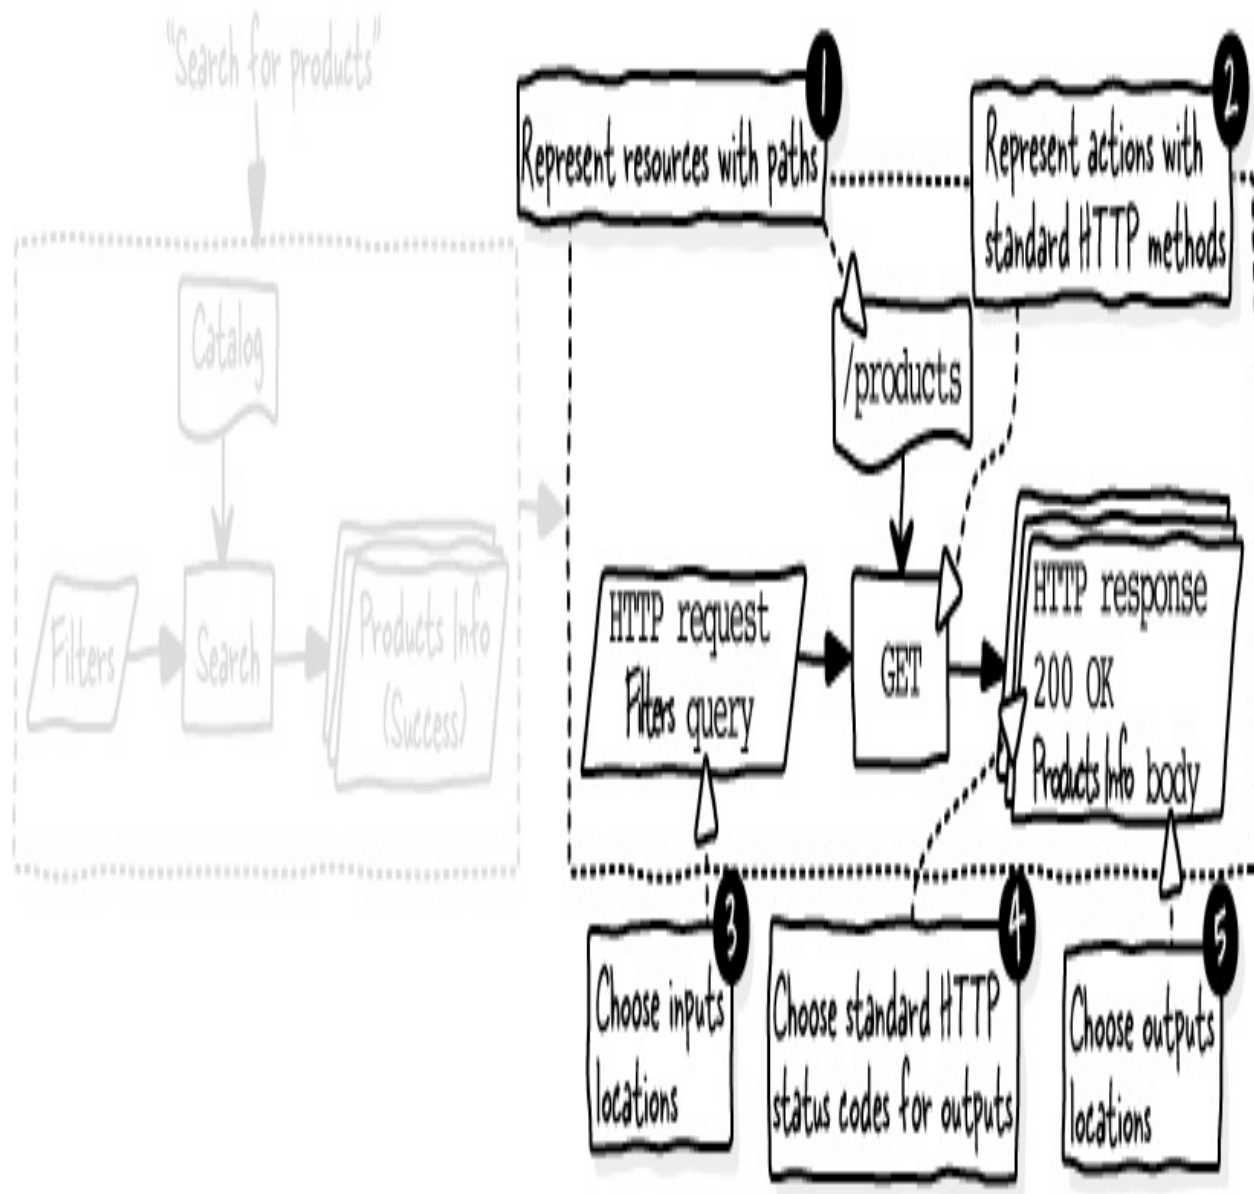 "Search for products"
Catalog
Filters
Search
Products Info
(Success)
1
Represent resources with paths
2
Represent actions with
standard HTTP methods
/products
HTTP request
Filters query
GET
HTTP response
200 OK
Products Info body
3
Choose inputs
locations
4
Choose standard HTTP
status codes for outputs
5
Choose outputs
locations